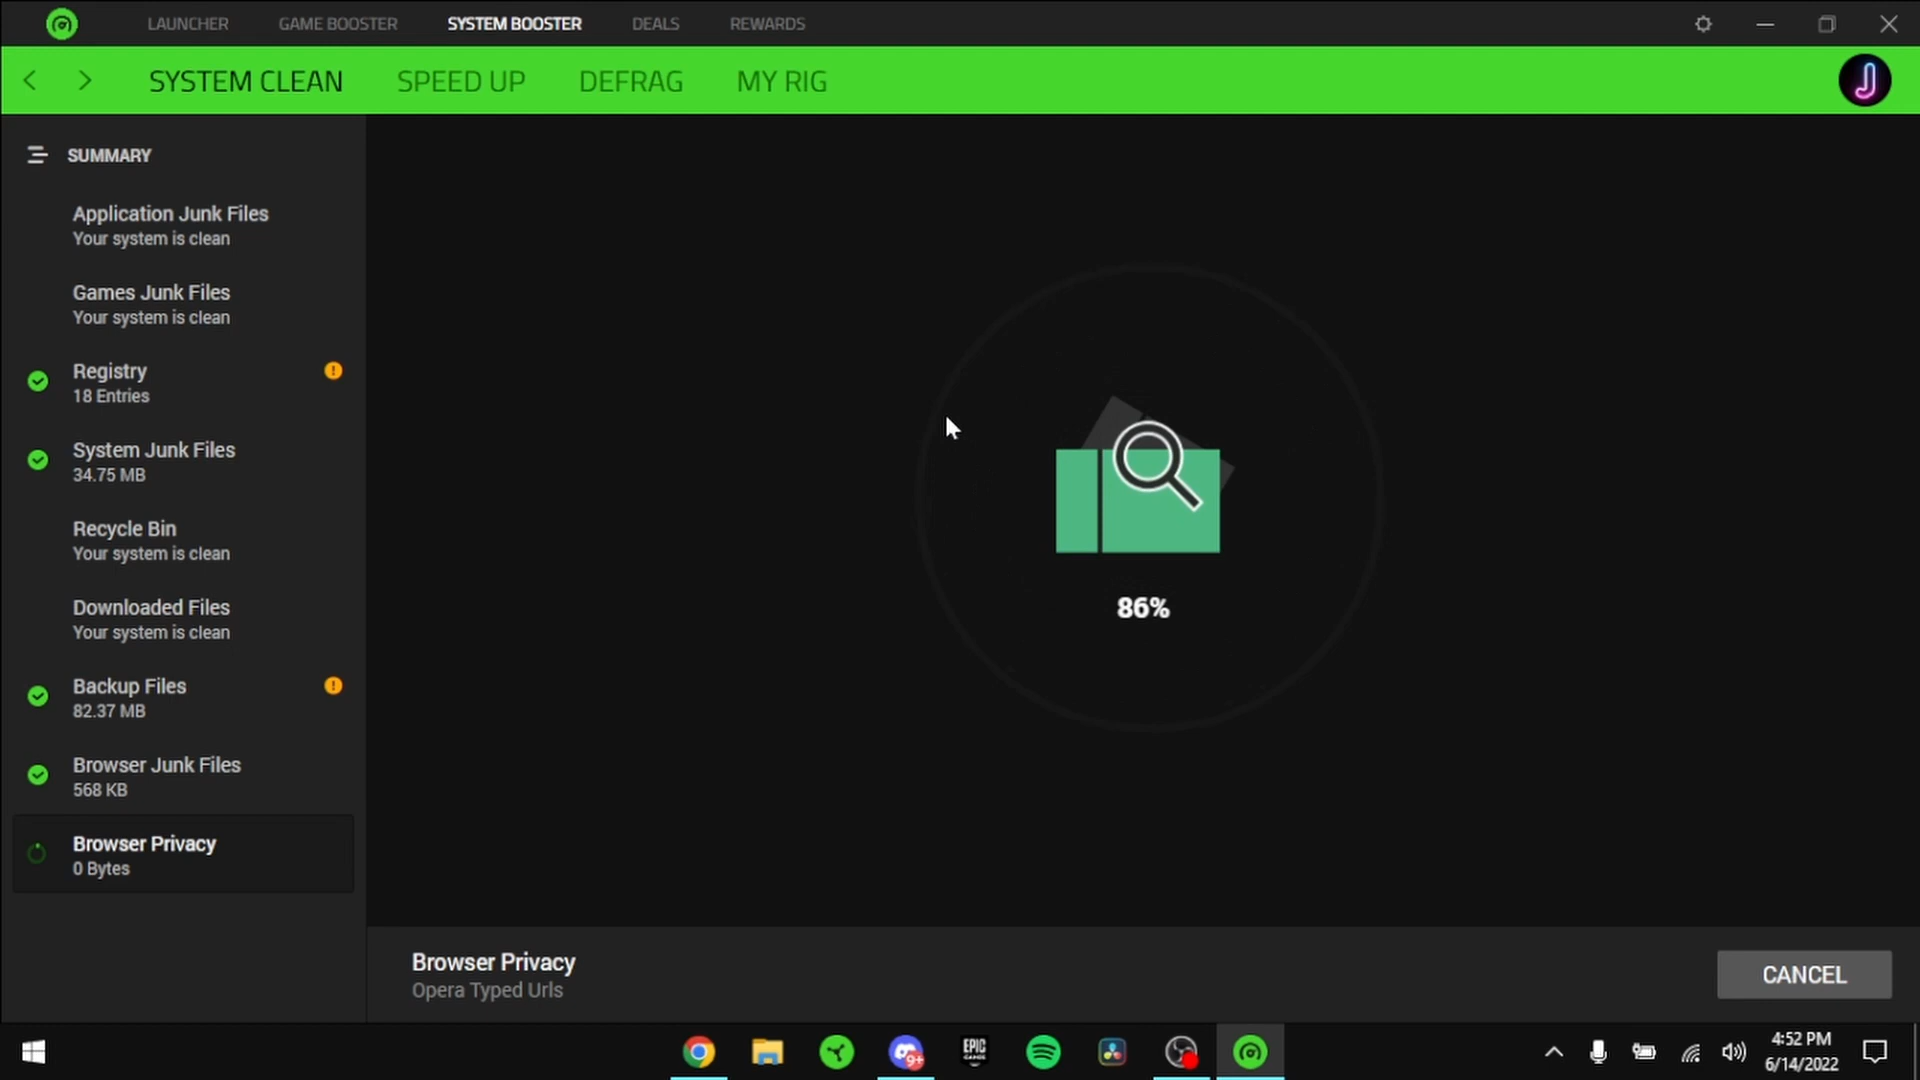 LAUNCHER
GAME BOOSTER
SYSTEM BOOSTER
DEALS
REWARDS
SYSTEM CLEAN
SPEED UP
DEFRAG
MY RIG
SUMMARY
Application Junk Files
Your system is clean
Games Junk Files
Your system is clean
Registry
18 Entries
System Junk Files
34.75 MB
Recycle Bin
Your system is clean
Downloaded Files
Your system is clean
Backup Files
82.37 MB
Browser Junk Files
568 KB
Browser Privacy
0 Bytes
86%
Browser Privacy
Opera Typed Urls
CANCEL
9+
EPIC
GAMES
4:52 PM
6/14/2022